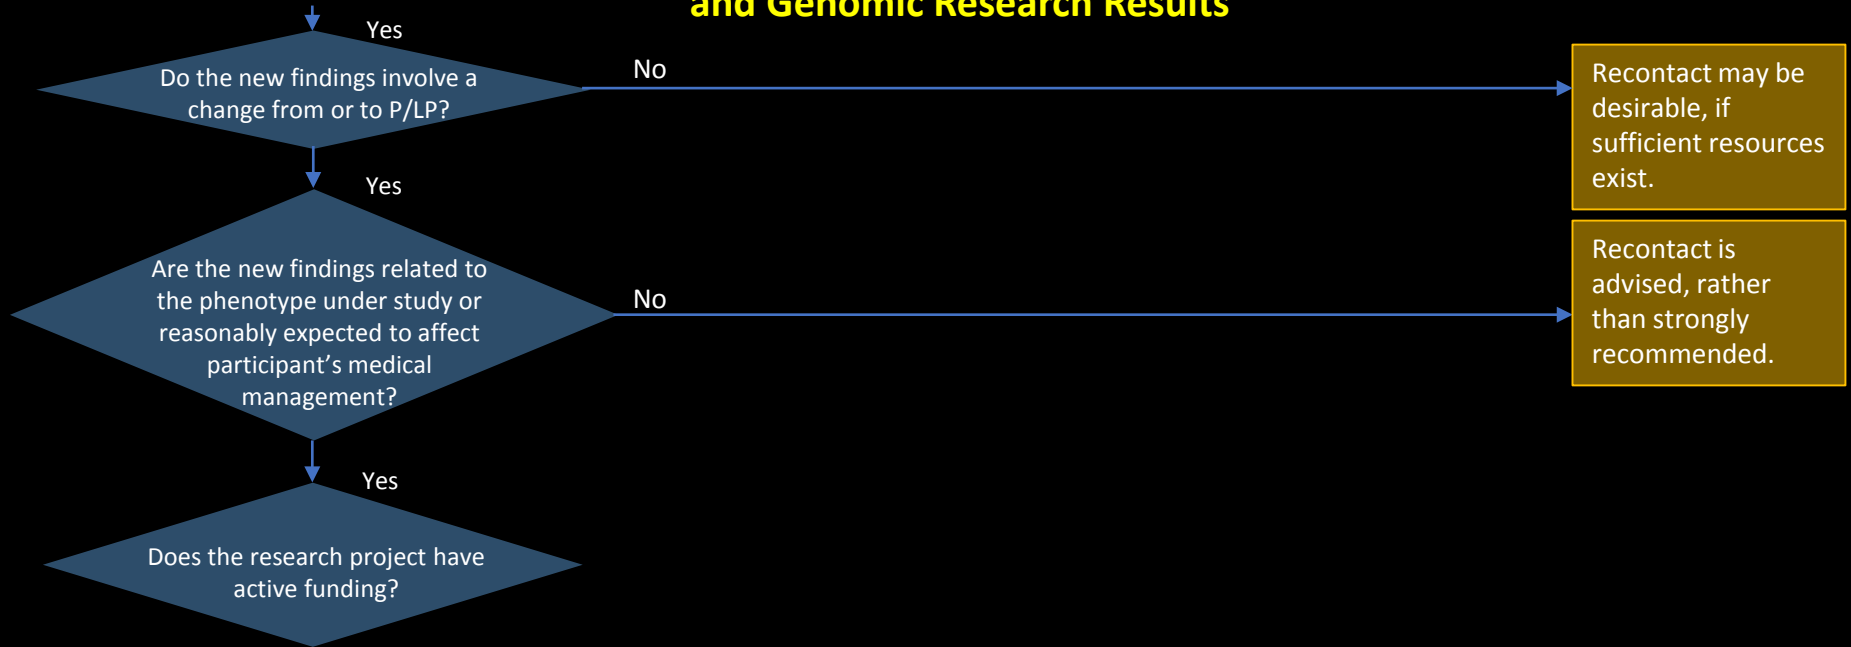 and Genomic Research Results
Yes
Do the new findings involve a
change from or to P/LP?
No
Recontact may be
desirable, if
sufficient resources
exist.
Yes
Are the new findings related to
the phenotype under study or
reasonably expected to affect
participant’s medical
management?
No
Recontact is
advised, rather
than strongly
recommended.
Yes
Does the research project have
active funding?